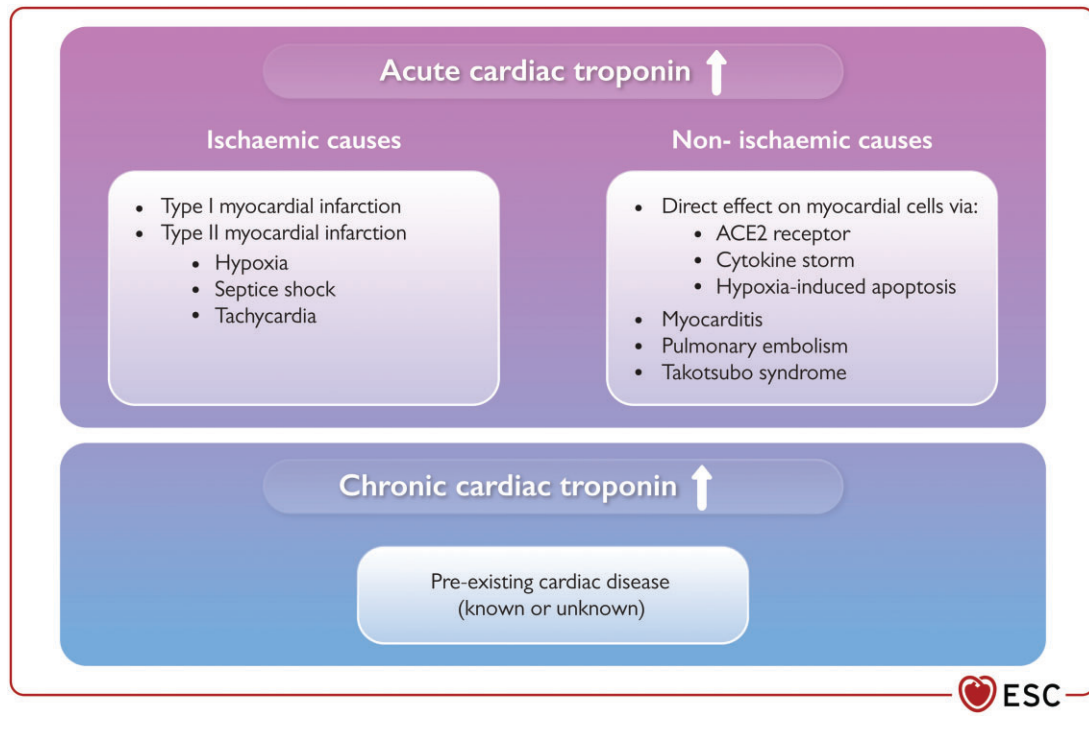 Acute cardiac troponin
Ischaemic causes
• Type I myocardial infarction
• Type II myocardial infarction
• Hypoxia
• Septice shock
• Tachycardia
Non- ischaemic causes
• Direct effect on myocardial cells via:
• ACE2 receptor
• Cytokine storm
• Hypoxia-induced apoptosis
• Myocarditis
• Pulmonary embolism
• Takotsubo syndrome
Chronic cardiac troponin
Pre-existing cardiac disease
(known or unknown)
ESC